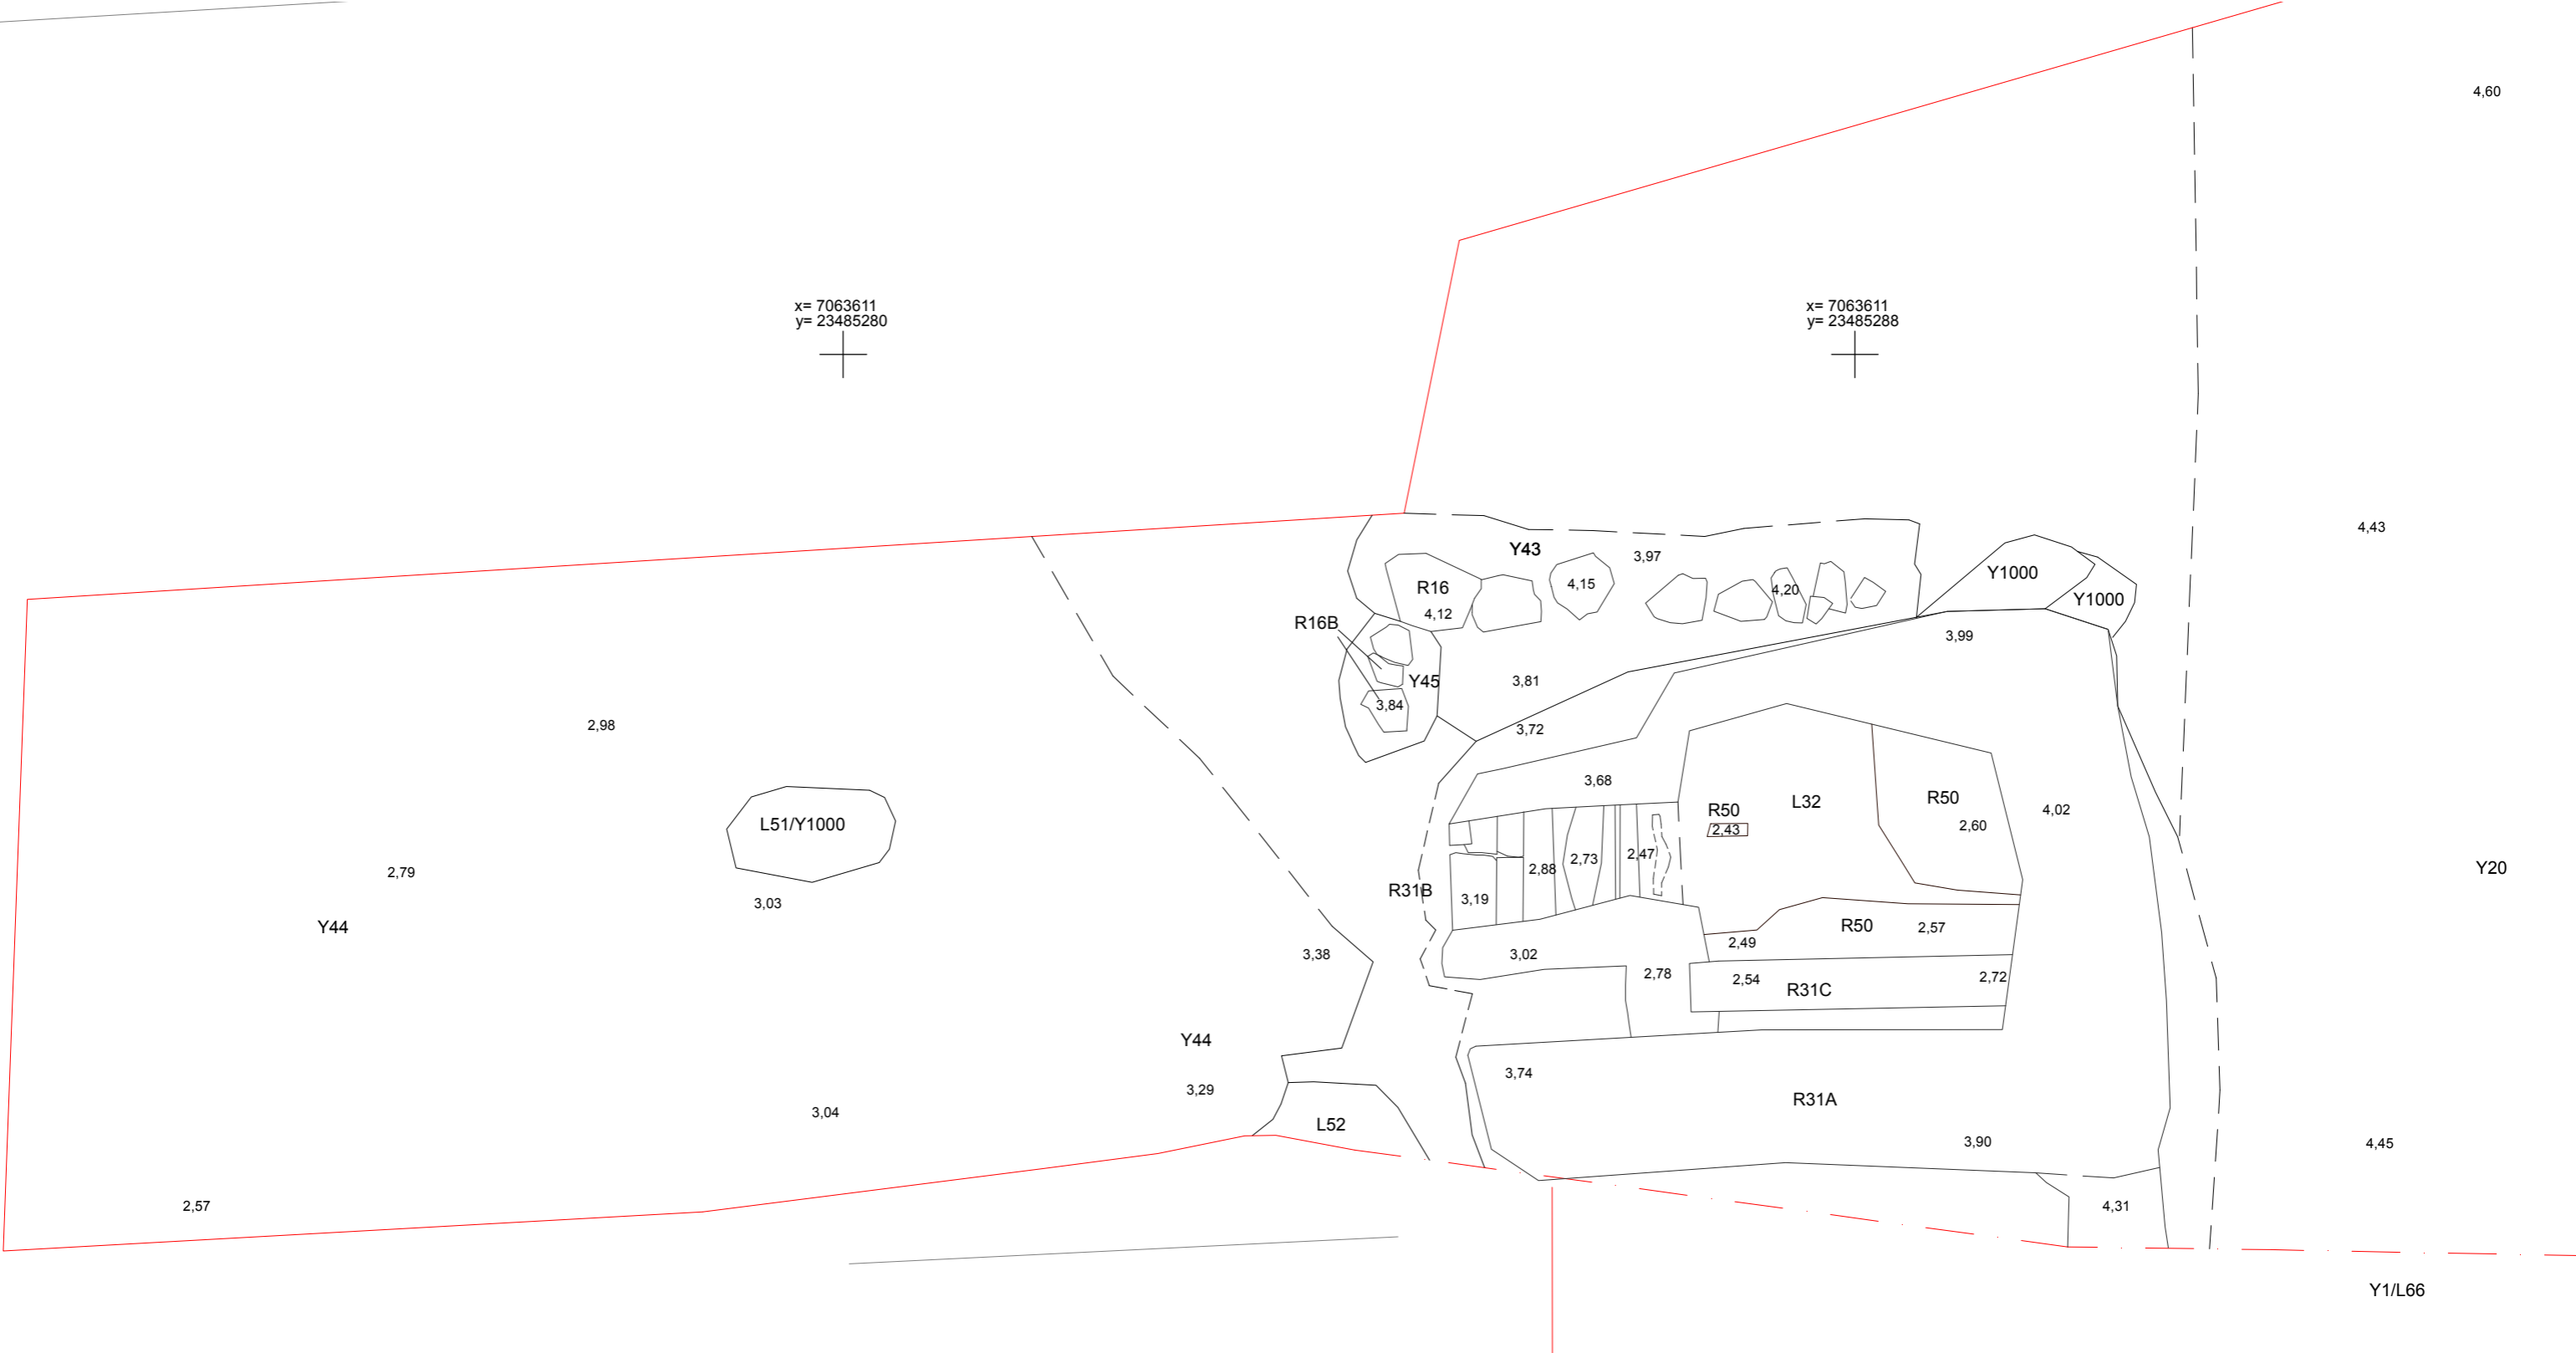 4,60
x= 7063611
y= 23485280
x= 7063611
y= 23485288
4,43
Y43
3,97
R16
4,15
4,20
4,12
Y1000
Y1000
R16B
3,99
Y45
3,81
3,84
3,72
2,98
3,68
L51/Y1000
R50
2,43
L32
R50
2,60
4,02
2,79
3,03
Y44
R31B
3,19
2,88
2,73
2,47
Y20
R50
2,57
2,49
3,38
3,02
2,78
2,54
2,72
R31C
Y44
3,29
3,04
3,74
R31A
L52
3,90
4,45
2,57
4,31
Y1/L66